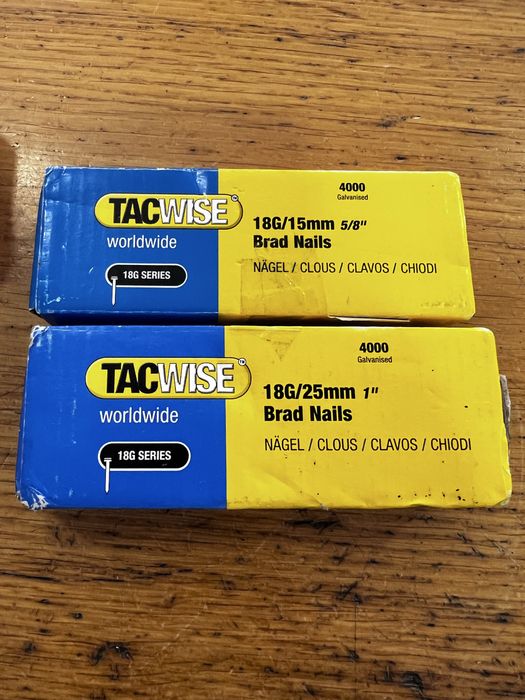 4000
Galvanised
TACWISE
worldwide
18G SERIES
18G/15mm 5/8"
Brad Nails
NÄGEL / CLOUS / CLAVOS / CHIODI
4000
Galvanised
TACWISE™
worldwide
18G SERIES
18G/25mm 1"
Brad Nails
NÄGEL / CLOUS / CLAVOS / CHIODI